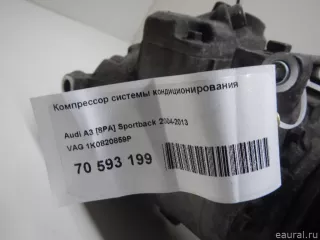 Компрессор системы кондиционирования
Audi A3 [8PA] Sportback 2004-2013
VAG 1K0820859P
70 593 199
eaural.ru